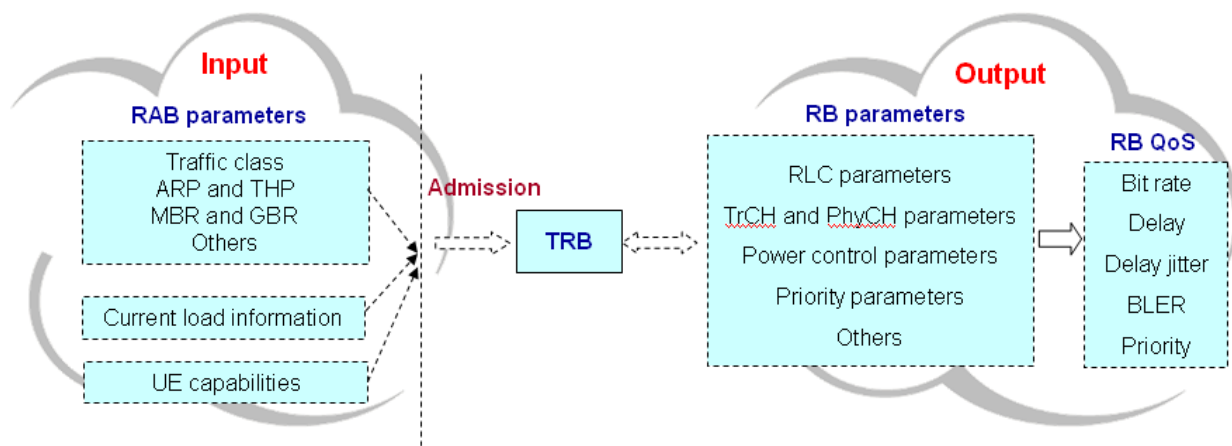 Input
RAB parameters
Traffic class
ARP and THP
MBR and GBR
Others
Current load information
UE capabilities
Admission
TRB
Output
RB parameters
RLC parameters
TrCH and PhyCH parameters
Power control parameters
Priority parameters
Others
RB QoS
Bit rate
Delay
Delay jitter
BLER
Priority